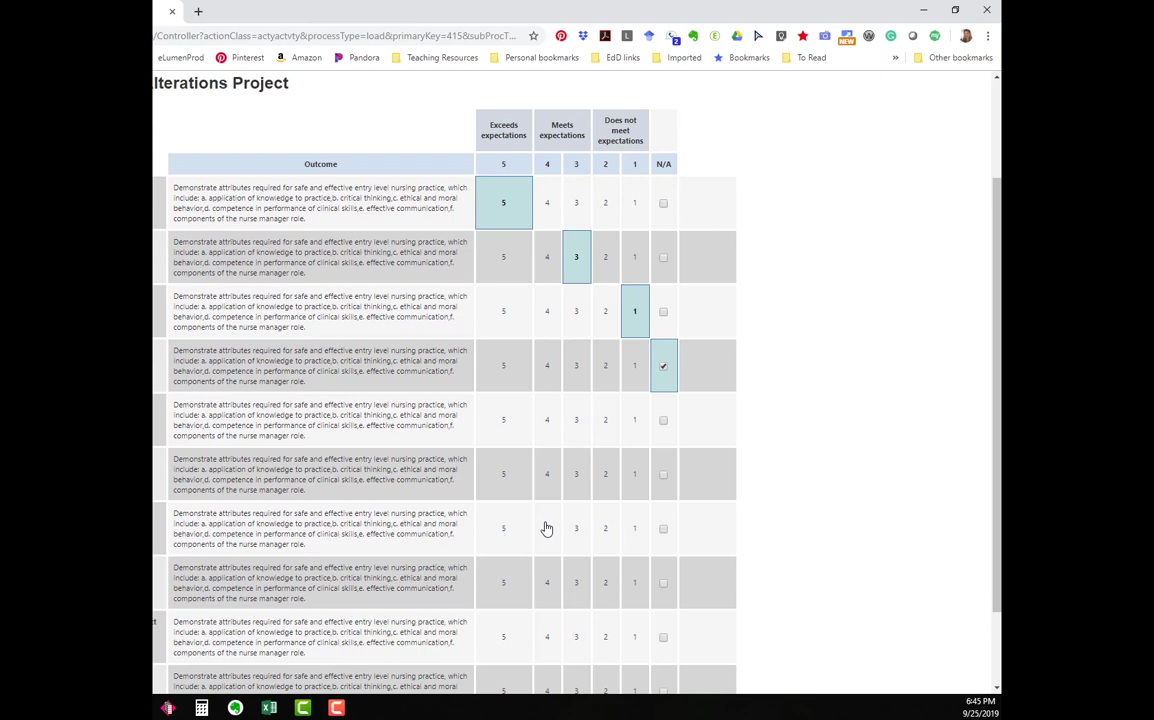 /Controller?actionClass=actyactvty&processType=load&primaryKey=415&subProcT...
NEW
eLumenProd
Pinterest
Amazon
Pandora
Teaching Resources
Personal bookmarks
EdD links
Imported
Bookmarks
To Read
»
Other bookmarks
lterations Project
Exceeds
expectations
Meets
expectations
Does not
meet
expectations
Outcome 5 4 3 2 1 N/A
Demonstrate attributes required for safe and effective entry level nursing practice, which
include: a. application of knowledge to practice,b. critical thinking,c. ethical and moral
behavior,d. competence in performance of clinical skills,e. effective communication,f.
components of the nurse manager role.
5 4 3 2 1
Demonstrate attributes required for safe and effective entry level nursing practice, which
include: a. application of knowledge to practice,b. critical thinking,c. ethical and moral
behavior,d. competence in performance of clinical skills,e. effective communication,f.
components of the nurse manager role.
5 4 3 2 1
Demonstrate attributes required for safe and effective entry level nursing practice, which
include: a. application of knowledge to practice,b. critical thinking,c. ethical and moral
behavior,d. competence in performance of clinical skills,e. effective communication,f.
components of the nurse manager role.
5 4 3 2 1
Demonstrate attributes required for safe and effective entry level nursing practice, which
include: a. application of knowledge to practice,b. critical thinking,c. ethical and moral
behavior,d. competence in performance of clinical skills,e. effective communication,f.
components of the nurse manager role.
5 4 3 2 1
Demonstrate attributes required for safe and effective entry level nursing practice, which
include: a. application of knowledge to practice,b. critical thinking,c. ethical and moral
behavior,d. competence in performance of clinical skills,e. effective communication,f.
components of the nurse manager role.
5 4 3 2 1
Demonstrate attributes required for safe and effective entry level nursing practice, which
include: a. application of knowledge to practice,b. critical thinking,c. ethical and moral
behavior,d. competence in performance of clinical skills,e. effective communication,f.
components of the nurse manager role.
5 4 3 2 1
Demonstrate attributes required for safe and effective entry level nursing practice, which
include: a. application of knowledge to practice,b. critical thinking,c. ethical and moral
behavior,d. competence in performance of clinical skills,e. effective communication,f.
components of the nurse manager role.
5 3 2 1
Demonstrate attributes required for safe and effective entry level nursing practice, which
include: a. application of knowledge to practice,b. critical thinking,c. ethical and moral
behavior,d. competence in performance of clinical skills,e. effective communication,f.
components of the nurse manager role.
5 4 3 2 1
ct
Demonstrate attributes required for safe and effective entry level nursing practice, which
include: a. application of knowledge to practice,b. critical thinking,c. ethical and moral
behavior,d. competence in performance of clinical skills,e. effective communication,f.
components of the nurse manager role.
5 4 3 2 1
Demonstrate attributes required for safe and effective entry level nursing practice, which
include: a. application of knowledge to practice,b. critical thinking,c. ethical and moral
5 4 3 2 1
6:45 PM
9/25/2019